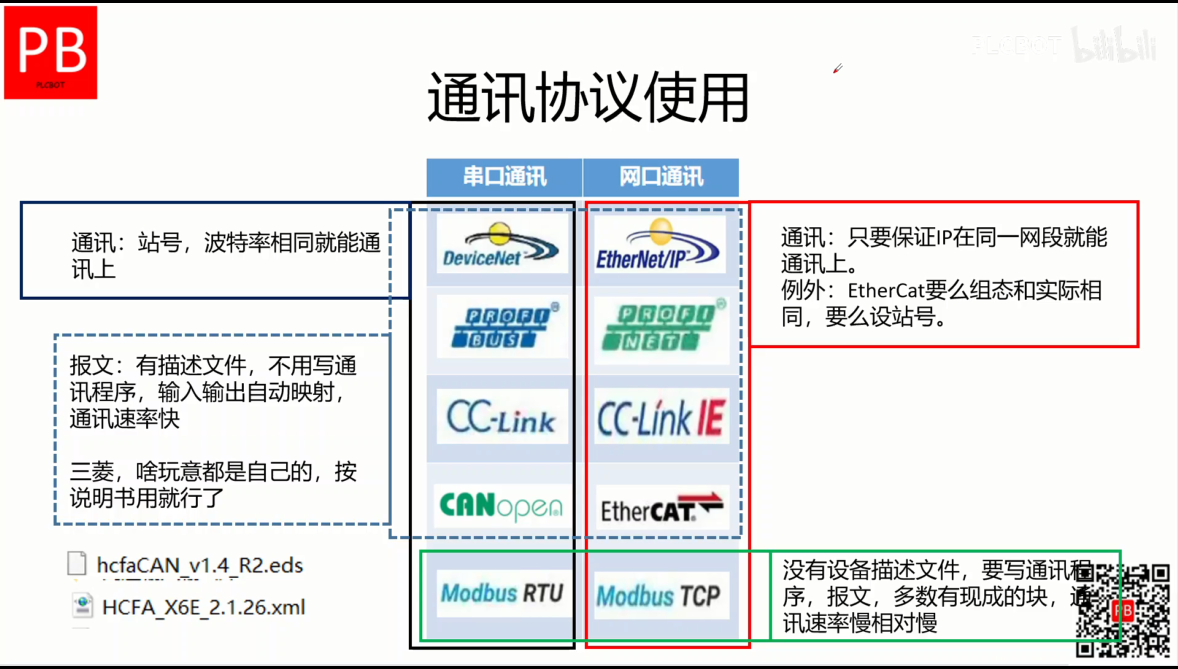 PB
PLCBOT
PLCBOT bilibili
通讯协议使用
串口通讯 网口通讯
通讯：站号，波特率相同就能通
讯上
DeviceNet
EtherNet/IP
通讯：只要保证IP在同一网段就能
通讯上。
例外：EtherCat要么组态和实际相
同，要么设站号。
PROFI
BUS
PROFI
NET
报文：有描述文件，不用写通
讯程序，输入输出自动映射，
通讯速率快
三菱，啥玩意都是自己的，按
说明书用就行了
CC-Link
CC-Link IE
CANopen
EtherCAT
hcfaCAN_v1.4_R2.eds
HCFA_X6E_2.1.26.xml
Modbus RTU
Modbus TCP
没有设备描述文件，要写通讯程
序，报文，多数有现成的块，通
讯速率慢相对慢
PB